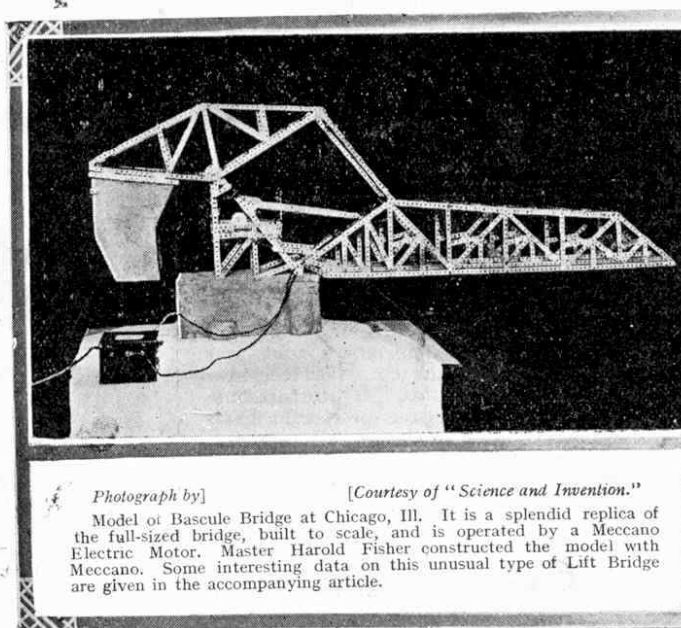 Photograph by]   [Courtesy of "Science and Invention."
Model of Bascule Bridge at Chicago, Ill. It is a splendid replica of
the full-sized bridge, built to scale, and is operated by a Meccano
Electric Motor. Master Harold Fisher constructed the model with
Meccano. Some interesting data on this unusual type of Lift Bridge
are given in the accompanying article.